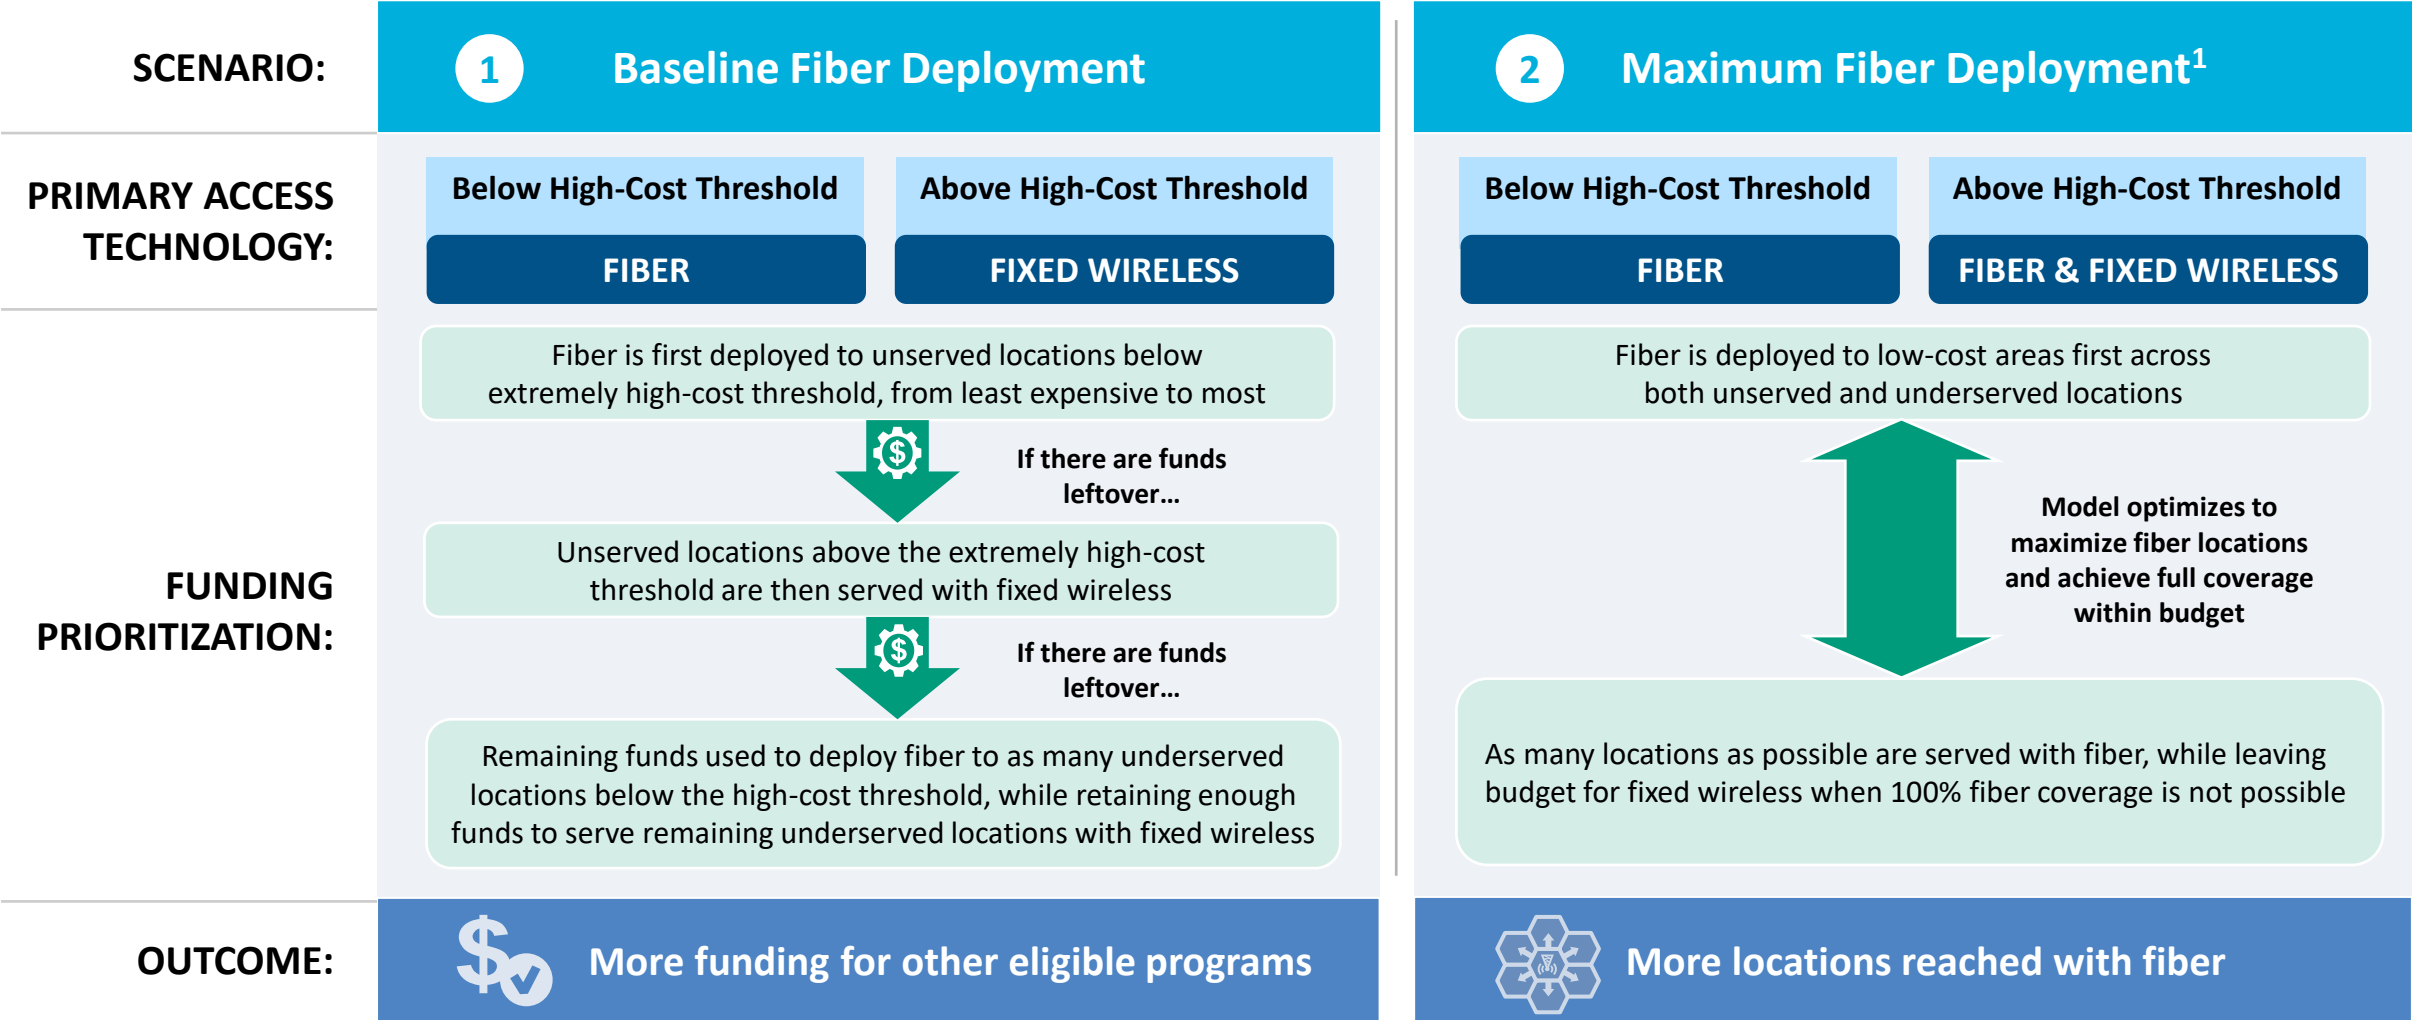 SCENARIO:
1
Baseline Fiber Deployment
2
Maximum Fiber Deployment1
PRIMARY ACCESS
TECHNOLOGY:
Below High-Cost Threshold
FIBER
Above High-Cost Threshold
FIXED WIRELESS
Below High-Cost Threshold
FIBER
Above High-Cost Threshold
FIBER & FIXED WIRELESS
FUNDING
PRIORITIZATION:
Fiber is first deployed to unserved locations below
extremely high-cost threshold, from least expensive to most
$
If there are funds
leftover...
Unserved locations above the extremely high-cost
threshold are then served with fixed wireless
$
If there are funds
leftover...
Remaining funds used to deploy fiber to as many underserved
locations below the high-cost threshold, while retaining enough
funds to serve remaining underserved locations with fixed wireless
Fiber is deployed to low-cost areas first across
both unserved and underserved locations
Model optimizes to
maximize fiber locations
and achieve full coverage
within budget
As many locations as possible are served with fiber, while leaving
budget for fixed wireless when 100% fiber coverage is not possible
OUTCOME:
$
More funding for other eligible programs
More locations reached with fiber